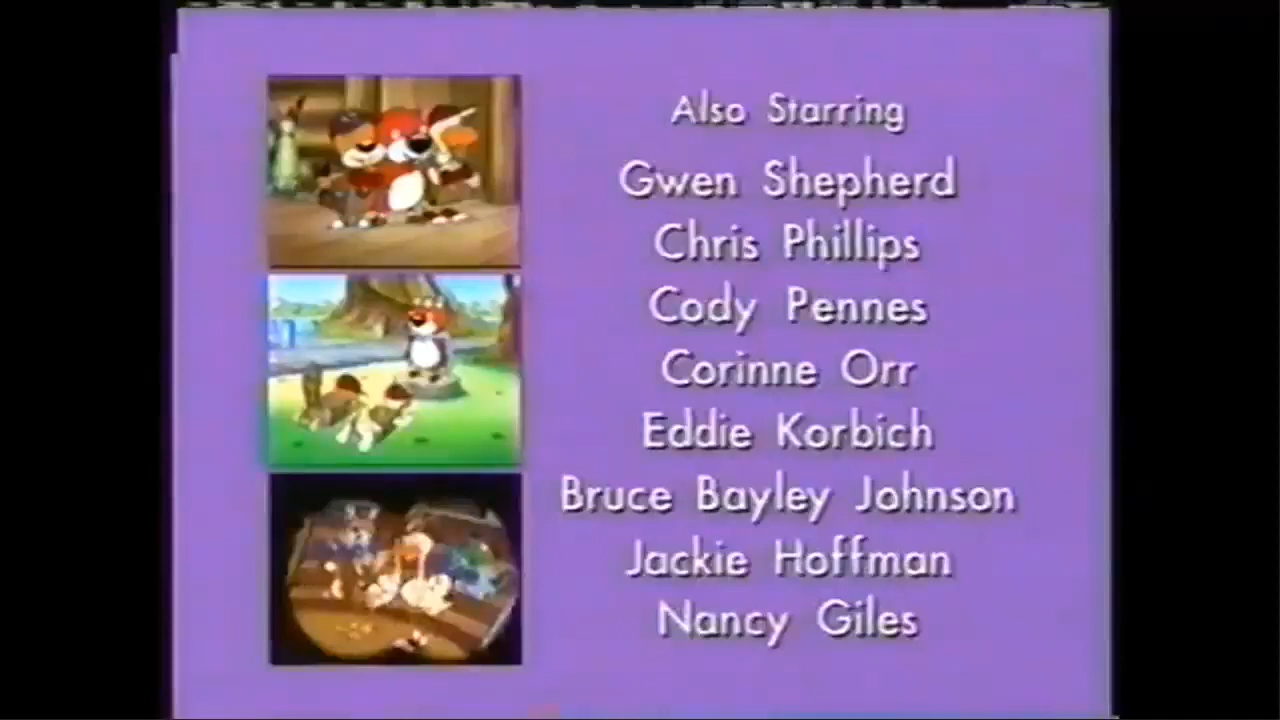 Also Starring
Gwen Shepherd
Chris Phillips
Cody Pennes
Corinne Orr
Eddie Korbich
Bruce Bayley Johnson
Jackie Hoffman
Nancy Giles